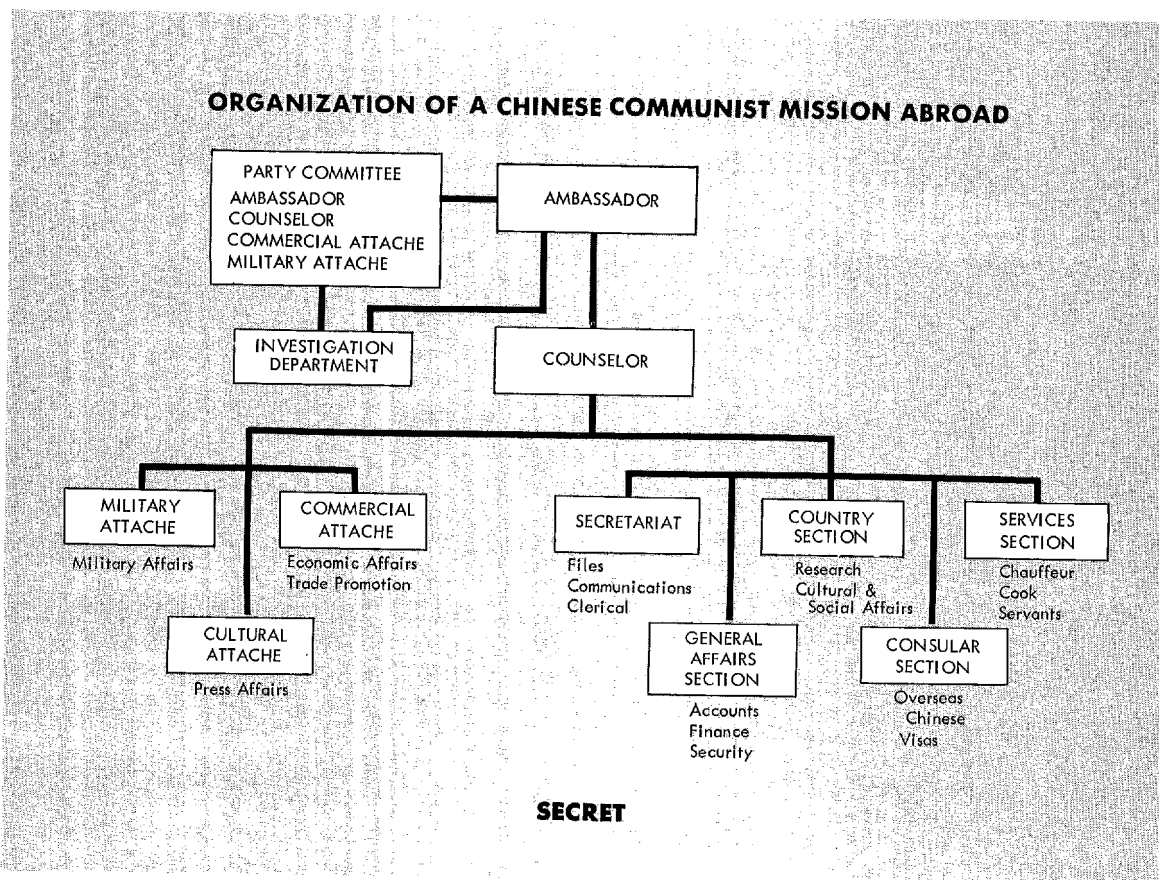 ORGANIZATION OF A CHINESE COMMUNIST MISSION ABROAD
PARTY COMMITTEE
AMBASSADOR
COUNSELOR
COMMERCIAL ATTACHE
MILITARY ATTACHE
AMBASSADOR
INVESTIGATION
DEPARTMENT
COUNSELOR
MILITARY
ATTACHE
Military Affairs
COMMERCIAL
ATTACHE
Economic Affairs
Trade Promotion
CULTURAL
ATTACHE
Press Affairs
SECRETARIAT
Files
Communications
Clerical
GENERAL
AFFAIRS
SECTION
Accounts
Finance
Security
COUNTRY
SECTION
Research
Cultural &
Social Affairs
CONSULAR
SECTION
Overseas
Chinese
Visas
SERVICES
SECTION
Chauffeur
Cook
Servants
SECRET